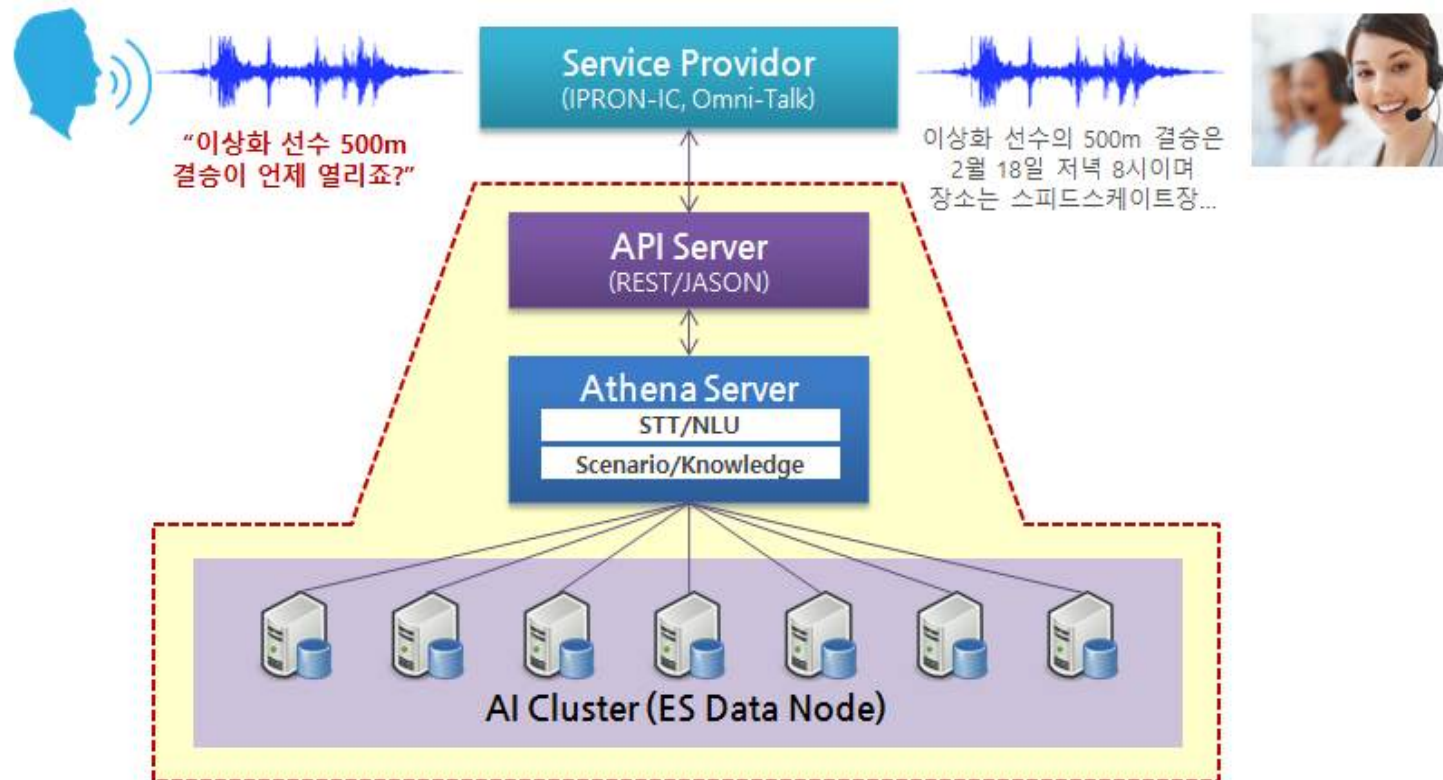 Service Providor
(IPRON-IC, Omni-Talk)
“이상화 선수 500m
결승이 언제 열리죠?”
이상화 선수의 500m 결승은
2월 18일 저녁 8시이며
장소는 스피드스케이트장...
API Server
(REST/JASON)
Athena Server
STT/NLU
Scenario/Knowledge
AI Cluster (ES Data Node)